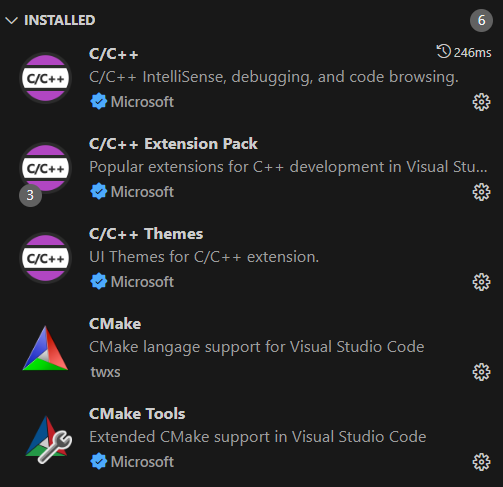 INSTALLED 6
C/C++ 246ms
C/C++ IntelliSense, debugging, and code browsing.
C/C++ Microsoft
C/C++ Extension Pack
C/C++ Popular extensions for C++ development in Visual Stu...
3 Microsoft
C/C++ Themes
C/C++ UI Themes for C/C++ extension.
Microsoft
CMake
CMake langage support for Visual Studio Code
twxs
CMake Tools
Extended CMake support in Visual Studio Code
Microsoft